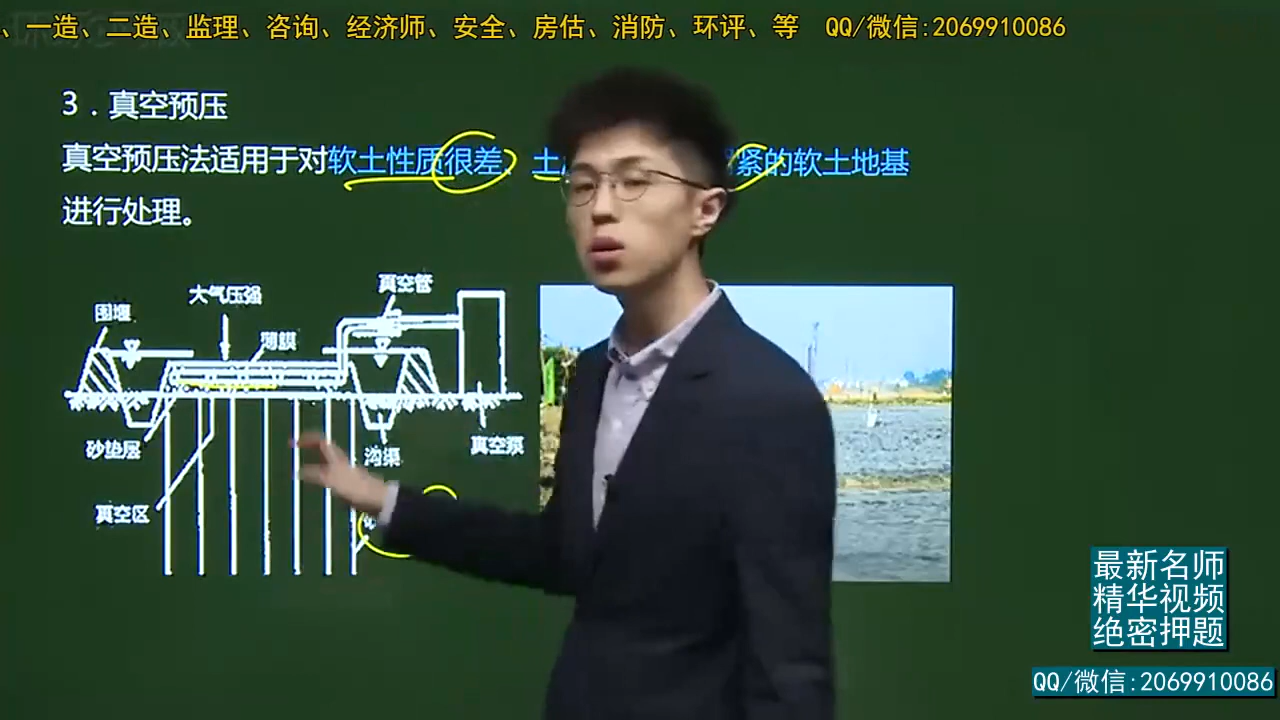 、一造、二造、监理、咨询、经济师、安全、房估、消防、环评、等 QQ/微信:2069910086
3．真空预压
真空预压法适用于对软土性质很差、土 紧的软土地基
进行处理。
大气压强
真空管
围堰
薄膜
砂垫层
沟渠
真空泵
真空区
最新名师
精华视频
绝密押题
QQ/微信:2069910086